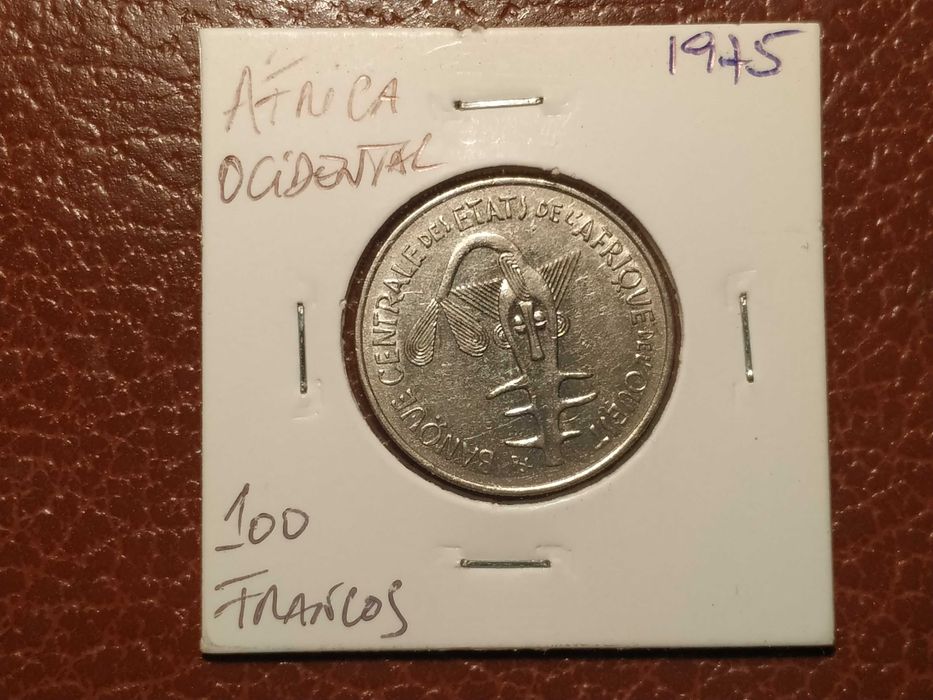 1975
ÁFRICA
OCIDENTAL
BANQUE CENTRALE DES ETATS DE L'AFRIQUE DE L'OUEST
100
FRANCOS